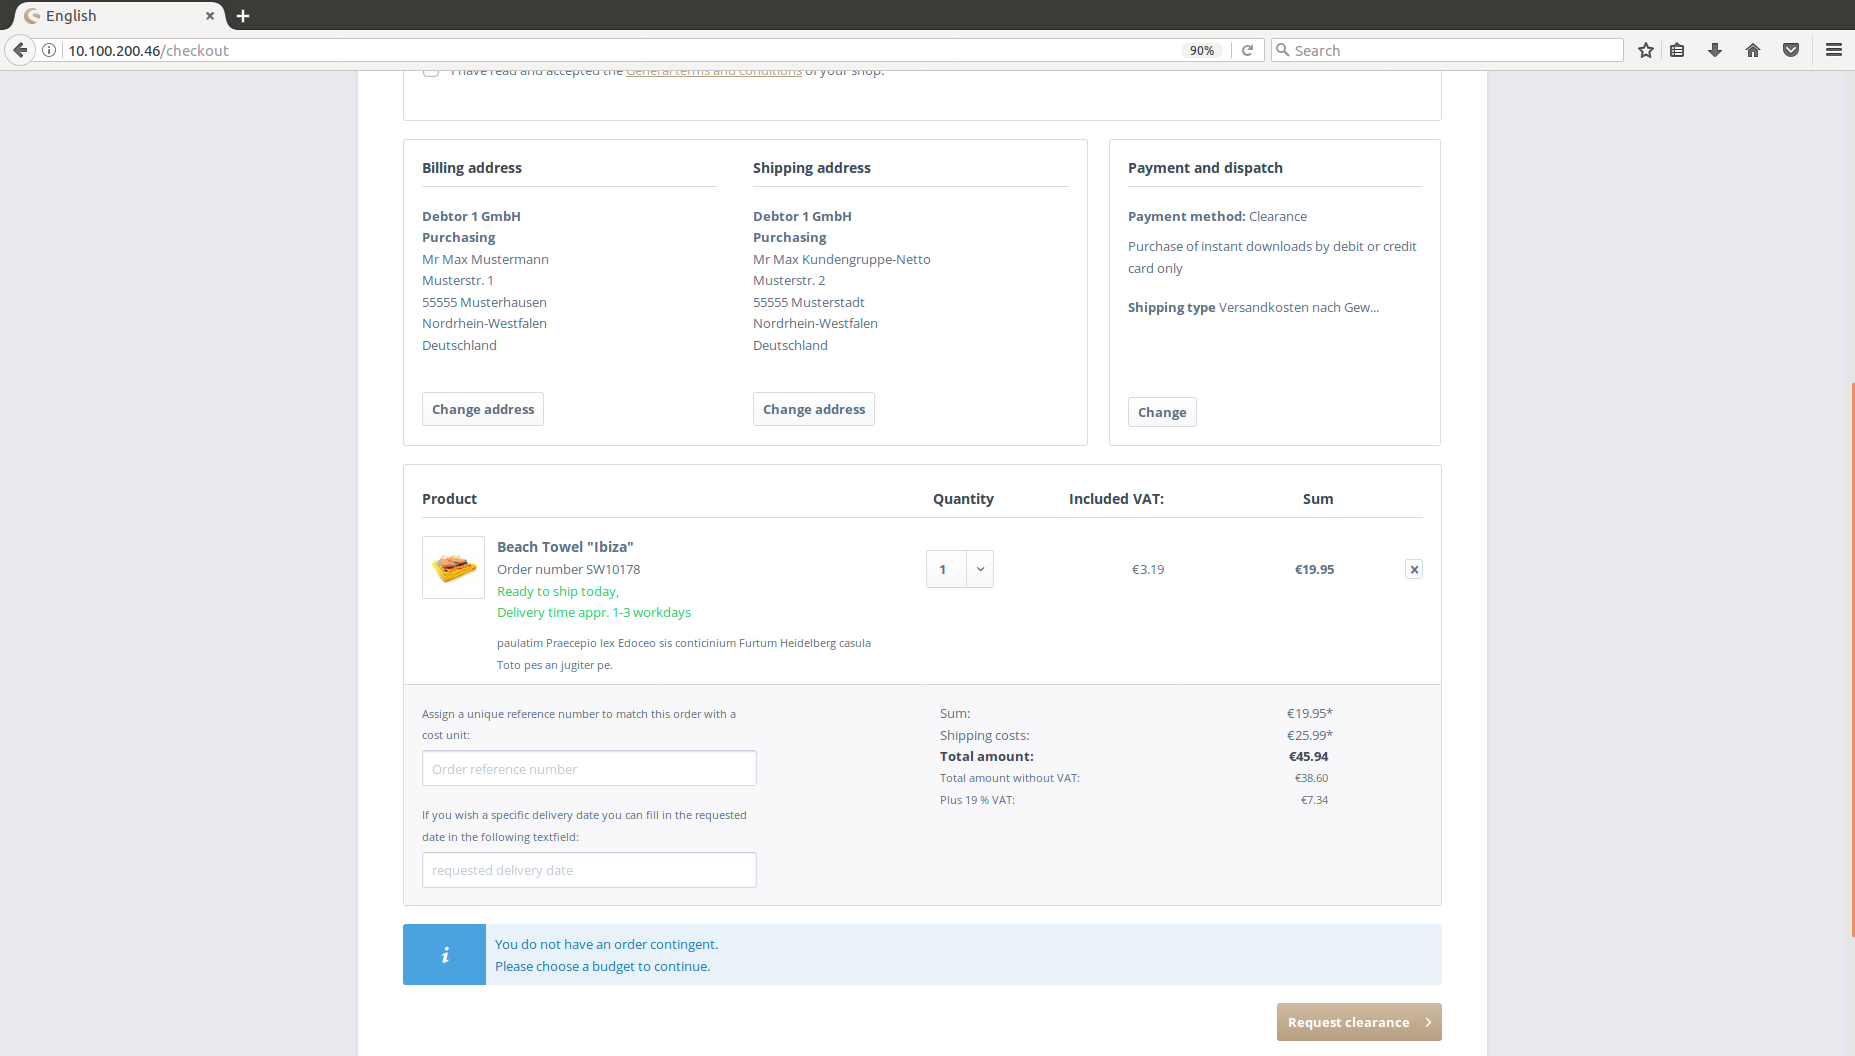 English
10.100.200.46/checkout
90%
Search
I have read and accepted the General terms and conditions of your shop.
Billing address
Debtor 1 GmbH
Purchasing
Mr Max Mustermann
Musterstr. 1
55555 Musterhausen
Nordrhein-Westfalen
Deutschland
Change address
Shipping address
Debtor 1 GmbH
Purchasing
Mr Max Kundengruppe-Netto
Musterstr. 2
55555 Musterstadt
Nordrhein-Westfalen
Deutschland
Change address
Payment and dispatch
Payment method: Clearance
Purchase of instant downloads by debit or credit
card only
Shipping type Versandkosten nach Gew...
Change
Product Quantity Included VAT: Sum
Beach Towel "Ibiza"
Order number SW10178
Ready to ship today,
Delivery time appr. 1-3 workdays
paulatim Praecepio lex Edoceo sis conticinium Furtum Heidelberg casula
Toto pes an jugiter pe.
1
€3.19
€19.95
Assign a unique reference number to match this order with a
cost unit:
Order reference number
If you wish a specific delivery date you can fill in the requested
date in the following textfield:
requested delivery date
Sum: €19.95*
Shipping costs: €25.99*
Total amount: €45.94
Total amount without VAT: €38.60
Plus 19 % VAT: €7.34
i
You do not have an order contingent.
Please choose a budget to continue.
Request clearance